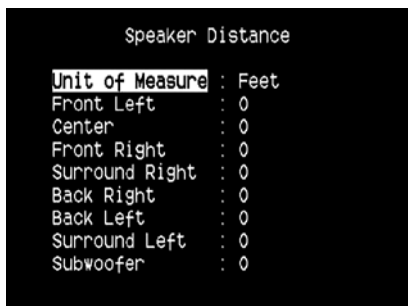 Speaker Distance
Unit of Measure : Feet
Front Left : 0
Center : 0
Front Right : 0
Surround Right : 0
Back Right : 0
Back Left : 0
Surround Left : 0
Subwoofer : 0